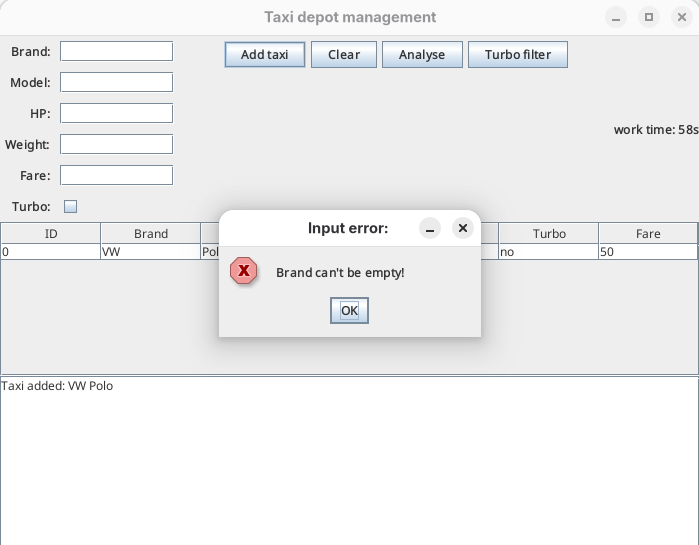 Taxi depot management
Brand:
Add taxi Clear Analyse Turbo filter
Model:
HP:
work time: 58s
Weight:
Fare:
Turbo:
Input error:
Brand can't be empty!
OK
ID Brand Turbo Fare
0 VW Pol no 50
Taxi added: VW Polo